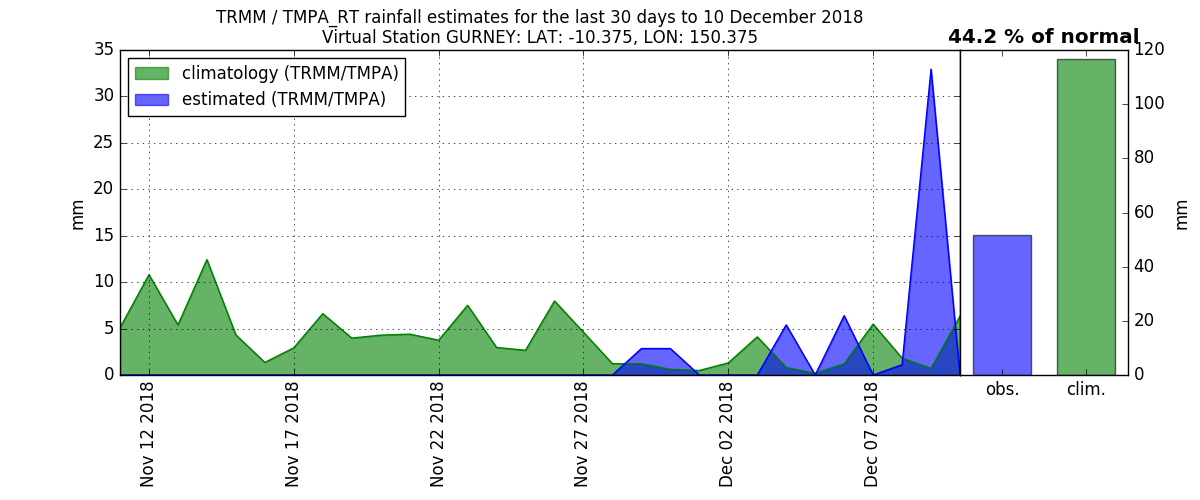 TRMM / TMPA_RT rainfall estimates for the last 30 days to 10 December 2018
Virtual Station GURNEY: LAT: -10.375, LON: 150.375
44.2 % of normal
climatology (TRMM/TMPA)
estimated (TRMM/TMPA)
35
30
25
20
15
10
5
0
mm
120
100
80
60
40
20
0
mm
Nov 12 2018
Nov 17 2018
Nov 22 2018
Nov 27 2018
Dec 02 2018
Dec 07 2018
obs.
clim.